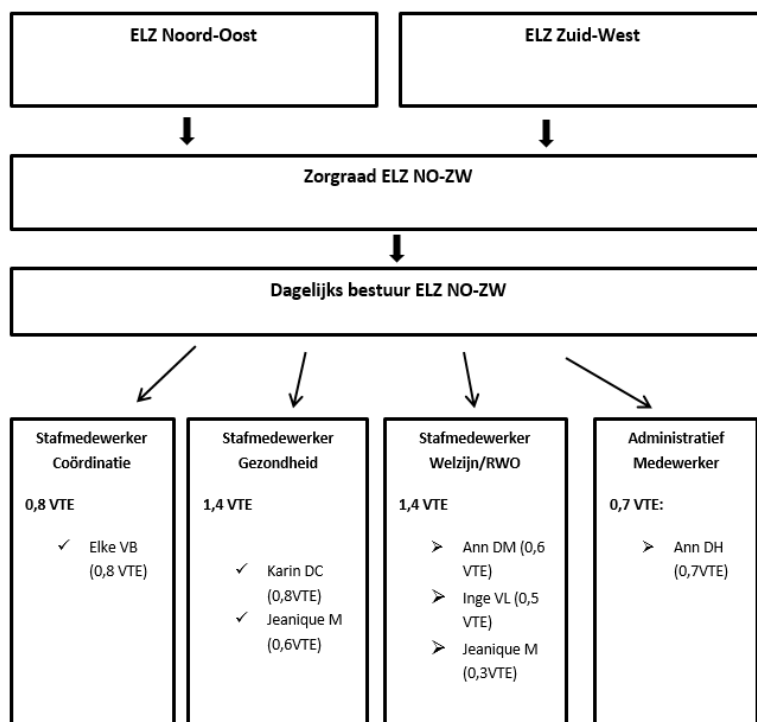 ELZ Noord-Oost
ELZ Zuid-West
Zorgraad ELZ NO-ZW
Dagelijks bestuur ELZ NO-ZW
Stafmedewerker
Coördinatie
0,8 VTE
✓ Elke VB
(0,8 VTE)
Stafmedewerker
Gezondheid
1,4 VTE
✓ Karin DC
(0,8VTE)
✓ Jeanique M
(0,6VTE)
Stafmedewerker
Welzijn/RWO
1,4 VTE
➢ Ann DM (0,6
VTE)
➢ Inge VL (0,5
VTE)
➢ Jeanique M
(0,3VTE)
Administratief
Medewerker
0,7 VTE:
➢ Ann DH
(0,7VTE)